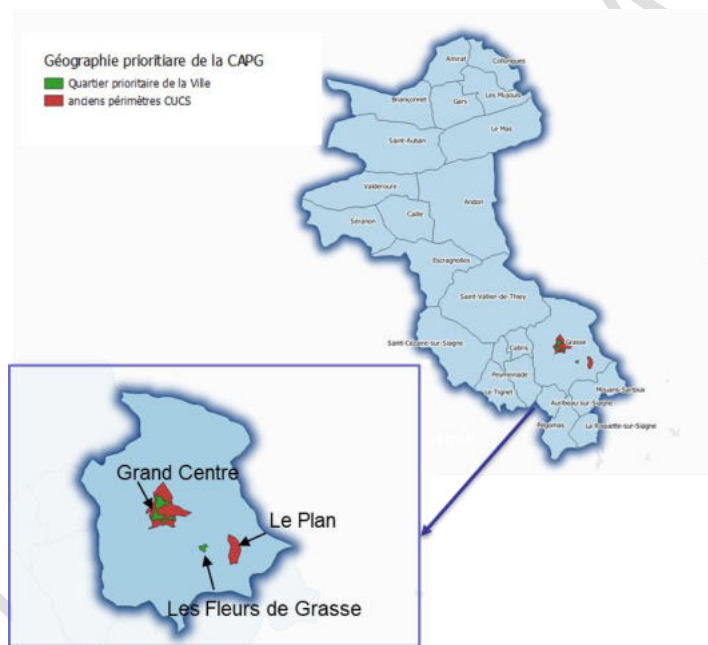 Géographie prioritiaire de la CAPG
Quartier prioritaire de la Ville
anciens périmètres CUCS
Amirat
Collongues
Briançonnet
Gars
Les Mujouls
Saint-Auban
Le Mas
Valderoure
Andon
Séranon
Caille
Escragnolles
Saint-Vallier-de-Thiey
Saint-Cézaire-sur-Siagne
Cabris
Grasse
Peymeinade
Le Tignet
Mouans-Sartoux
Auribeau-sur-Siagne
Pégomas
La Roquette-sur-Siagne
Grand Centre
Le Plan
Les Fleurs de Grasse